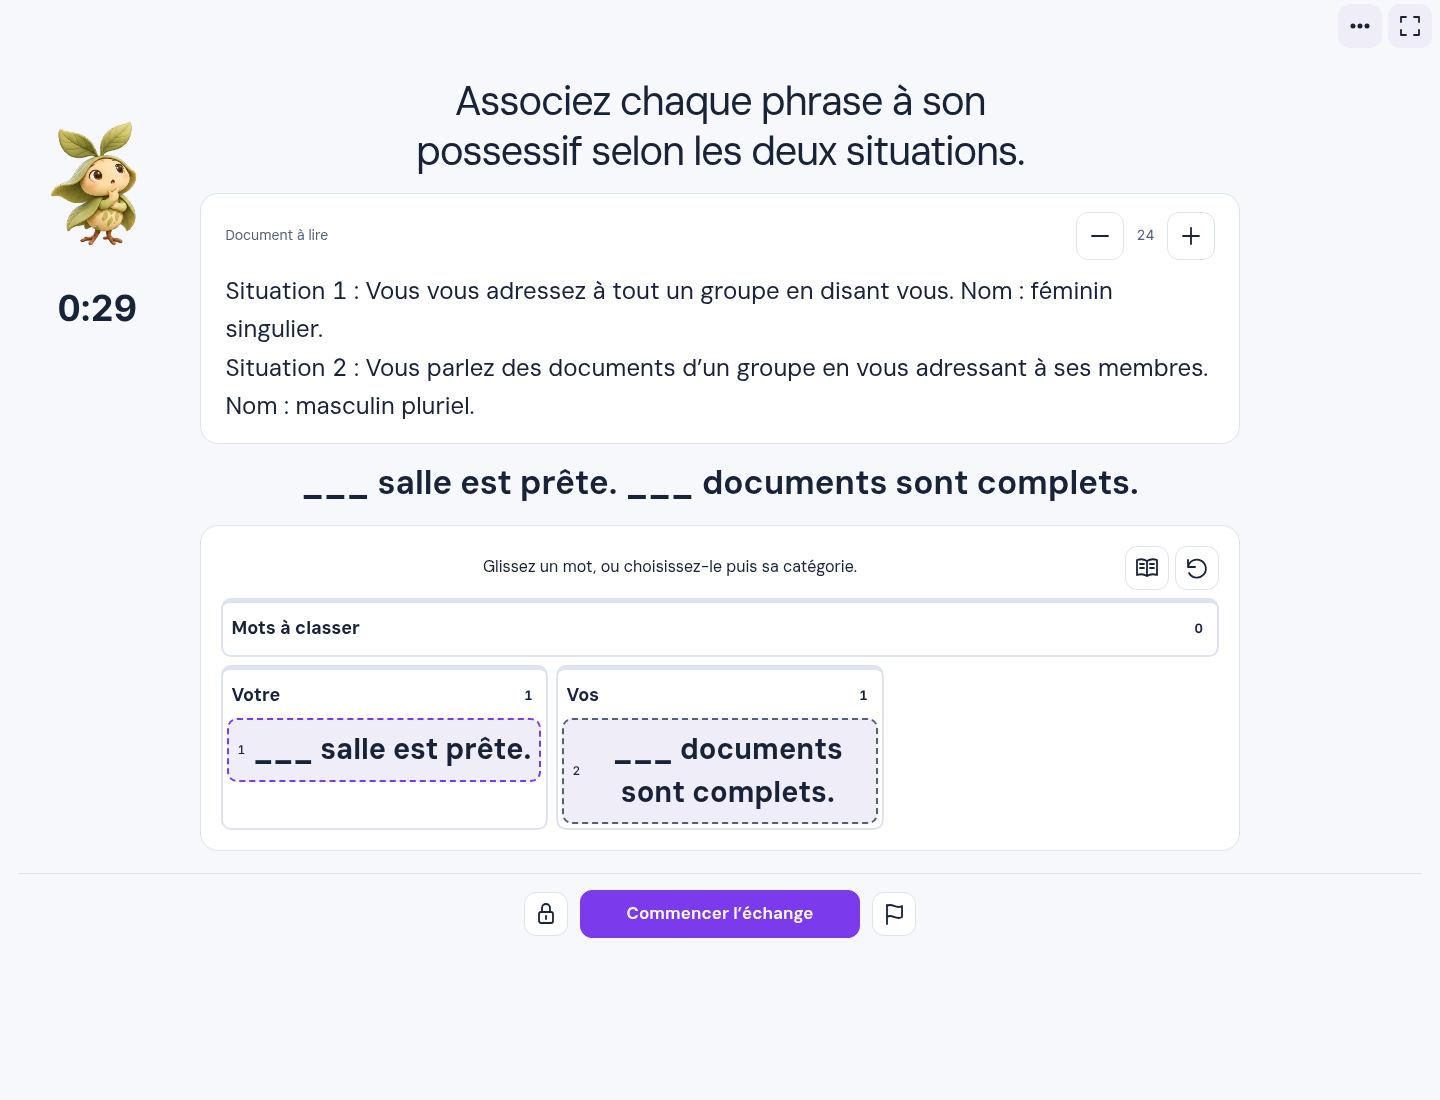 Associez chaque phrase à son
possessif selon les deux situations.
0:29
Document à lire
24
Situation 1 : Vous vous adressez à tout un groupe en disant vous. Nom : féminin
singulier.
Situation 2 : Vous parlez des documents d’un groupe en vous adressant à ses membres.
Nom : masculin pluriel.
___ salle est prête. ___ documents sont complets.
Glissez un mot, ou choisissez-le puis sa catégorie.
Mots à classer
0
Votre
1
Vos
1
1
___ salle est prête.
2
___ documents
sont complets.
Commencer l’échange